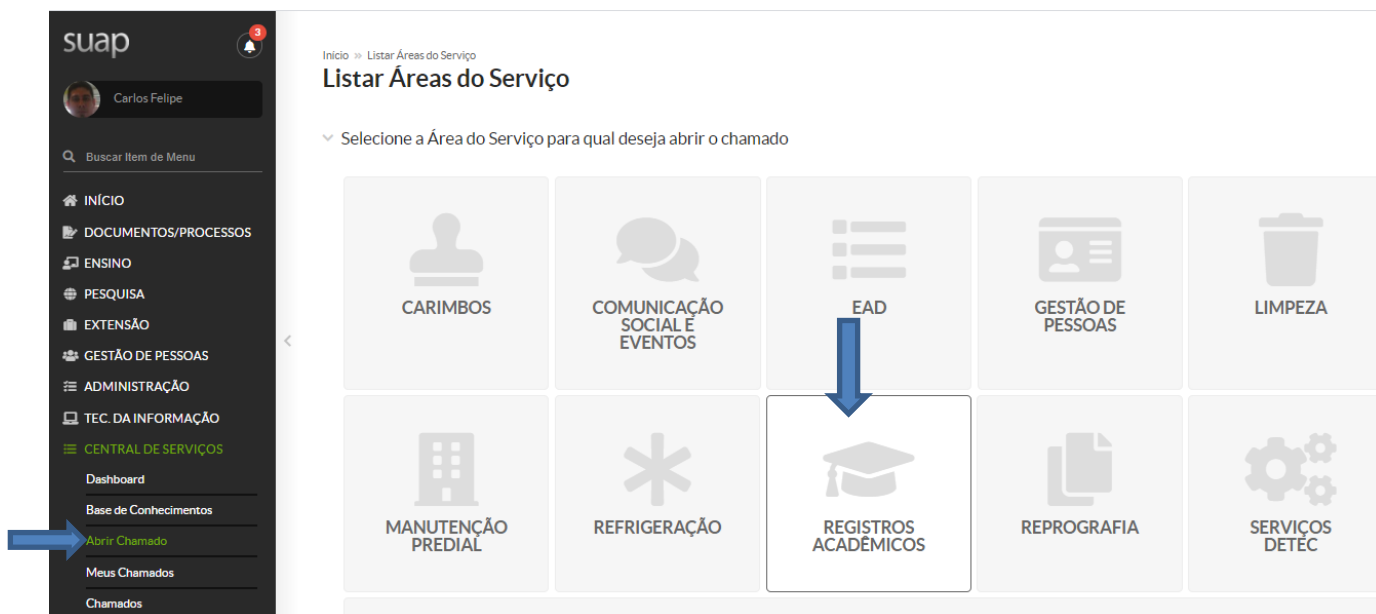 suap
3
Carlos Felipe
Buscar Item de Menu
INÍCIO
DOCUMENTOS/PROCESSOS
ENSINO
PESQUISA
EXTENSÃO
GESTÃO DE PESSOAS
ADMINISTRAÇÃO
TEC. DA INFORMAÇÃO
CENTRAL DE SERVIÇOS
Dashboard
Base de Conhecimentos
Abrir Chamado
Meus Chamados
Chamados
Início » Listar Áreas do Serviço
Listar Áreas do Serviço
Selecione a Área do Serviço para qual deseja abrir o chamado
CARIMBOS
COMUNICAÇÃO
SOCIAL E
EVENTOS
EAD
GESTÃO DE
PESSOAS
LIMPEZA
MANUTENÇÃO
PREDIAL
REFRIGERAÇÃO
REGISTROS
ACADÊMICOS
REPROGRAFIA
SERVIÇOS
DETEC